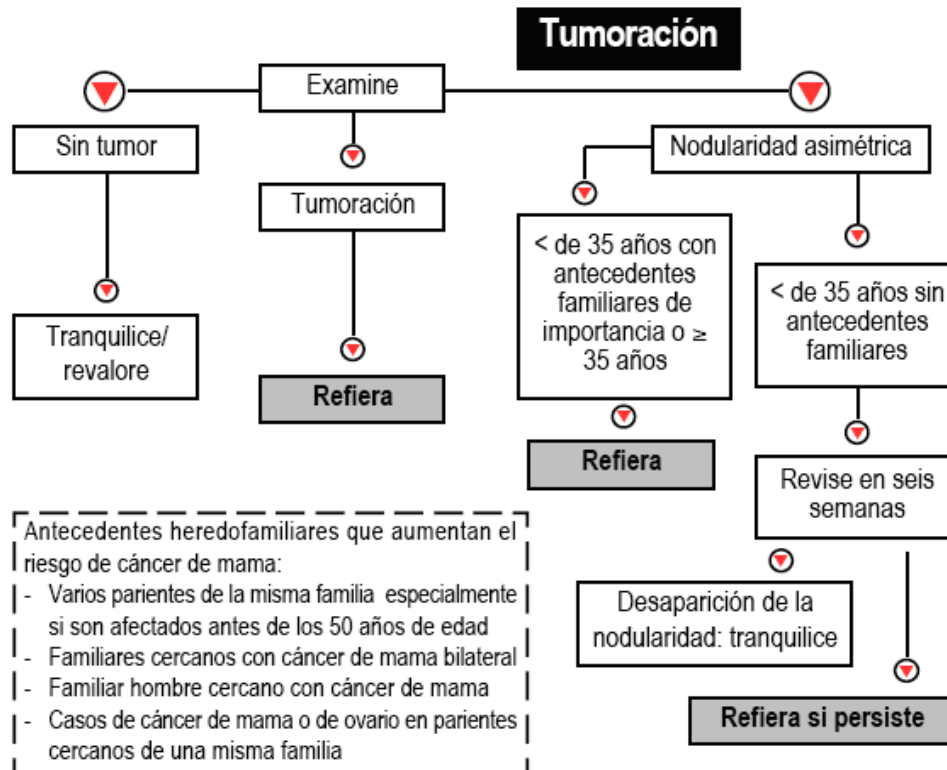 Tumoración
Examine
Sin tumor
Nodularidad asimétrica
Tumoración
< de 35 años con
antecedentes
familiares de
importancia o ≥
35 años
< de 35 años sin
antecedentes
familiares
Tranquilice/
revalore
Refiera
Refiera
Revise en seis
semanas
Desaparición de la
nodularidad: tranquilice
Refiera si persiste
Antecedentes heredofamiliares que aumentan el
riesgo de cáncer de mama:
- Varios parientes de la misma familia especialmente
si son afectados antes de los 50 años de edad
- Familiares cercanos con cáncer de mama bilateral
- Familiar hombre cercano con cáncer de mama
- Casos de cáncer de mama o de ovario en parientes
cercanos de una misma familia